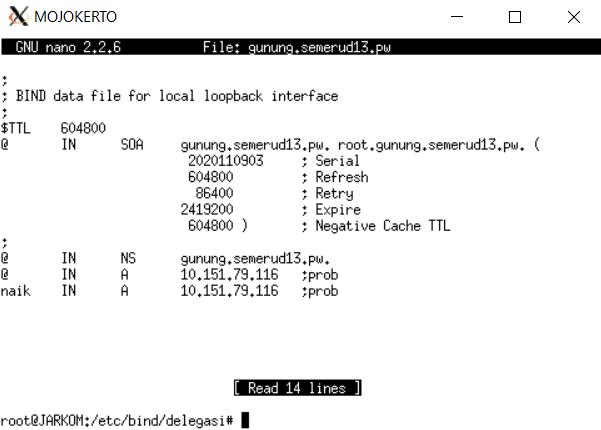 MOJOKERTO
GNU nano 2.2.6 File: gunung.semerud13.pw
;
; BIND data file for local loopback interface
;
$TTL 604800
@ IN SOA gunung.semerud13.pw. root.gunung.semerud13.pw. (
2020110903 ; Serial
604800 ; Refresh
86400 ; Retry
2419200 ; Expire
604800 ) ; Negative Cache TTL
;
@ IN NS gunung.semerud13.pw.
@ IN A 10.151.79.116 ;prob
naik IN A 10.151.79.116 ;prob
[ Read 14 lines ]
root@JARKOM:/etc/bind/delegasi#